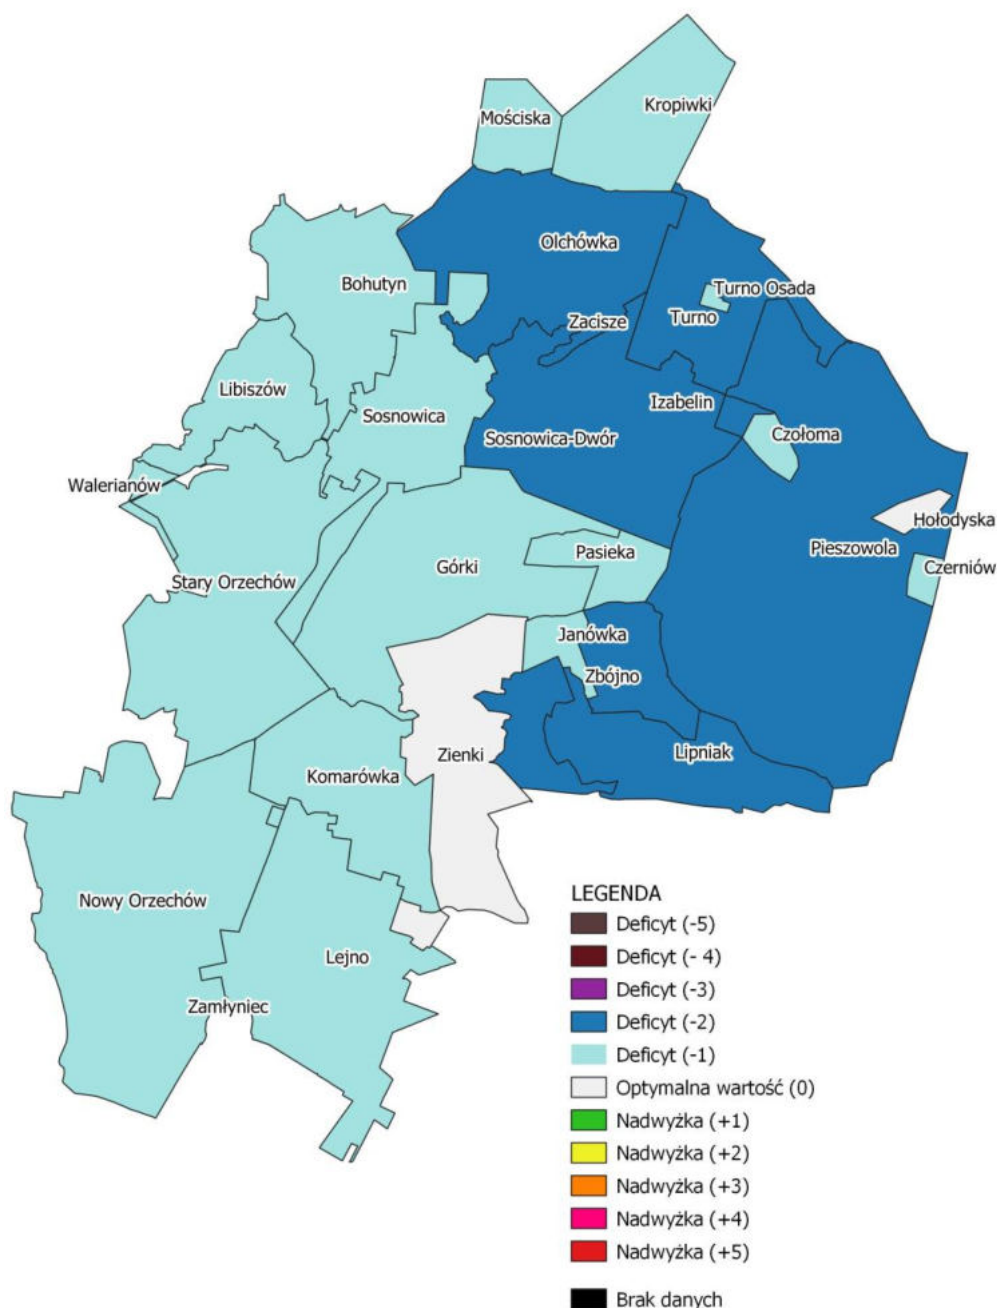 Kropiwki
Mościska
Olchówka
Bohutyn
Turno Osada
Zacisze
Turno
Libiszów
Izabelin
Sosnowica
Czołoma
Sosnowica-Dwór
Walerianów
Hołodyska
Pieszowola
Pasieka
Górki
Czerniów
Stary Orzechów
Janówka
Zbójno
Lipniak
Zienki
Komarówka
Nowy Orzechów
Lejno
Zamłyniec
LEGENDA
Deficyt (-5)
Deficyt (- 4)
Deficyt (-3)
Deficyt (-2)
Deficyt (-1)
Optymalna wartość (0)
Nadwyżka (+1)
Nadwyżka (+2)
Nadwyżka (+3)
Nadwyżka (+4)
Nadwyżka (+5)
Brak danych